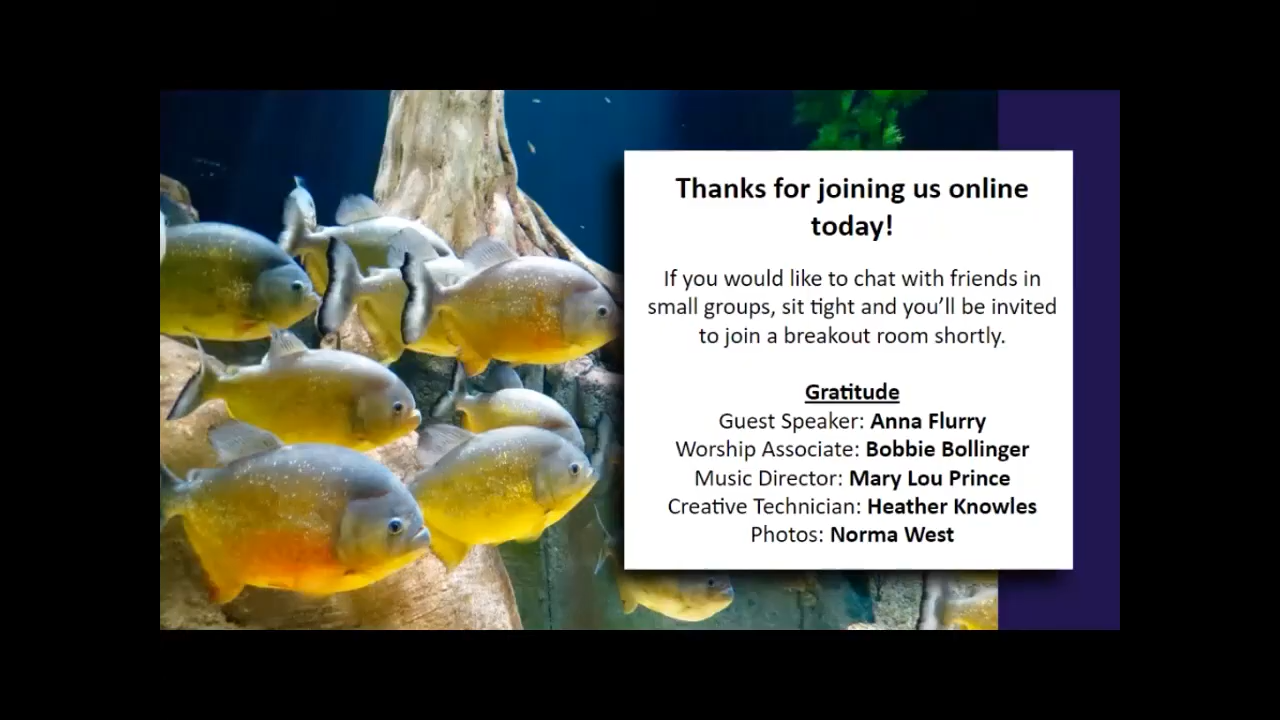 Thanks for joining us online
today!
If you would like to chat with friends in
small groups, sit tight and you’ll be invited
to join a breakout room shortly.
Gratitude
Guest Speaker: Anna Flurry
Worship Associate: Bobbie Bollinger
Music Director: Mary Lou Prince
Creative Technician: Heather Knowles
Photos: Norma West